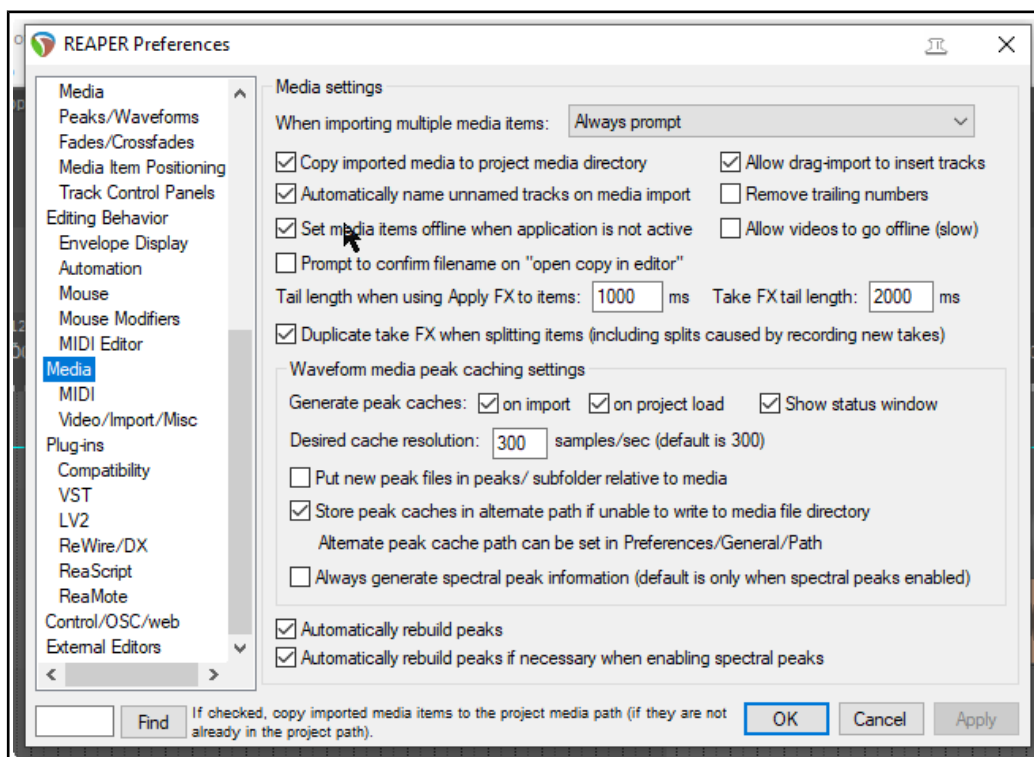 REAPER Preferences
Media
Peaks/Waveforms
Fades/Crossfades
Media Item Positioning
Track Control Panels
Editing Behavior
Envelope Display
Automation
Mouse
Mouse Modifiers
MIDI Editor
Media
MIDI
Video/Import/Misc
Plug-ins
Compatibility
VST
LV2
ReWire/DX
ReaScript
ReaMote
Control/OSC/web
External Editors
Media settings
When importing multiple media items: Always prompt
Copy imported media to project media directory Allow drag-import to insert tracks
Automatically name unnamed tracks on media import Remove trailing numbers
Set media items offline when application is not active Allow videos to go offline (slow)
Prompt to confirm filename on "open copy in editor"
Tail length when using Apply FX to items: 1000 ms Take FX tail length: 2000 ms
Duplicate take FX when splitting items (including splits caused by recording new takes)
Waveform media peak caching settings
Generate peak caches: on import on project load Show status window
Desired cache resolution: 300 samples/sec (default is 300)
Put new peak files in peaks/ subfolder relative to media
Store peak caches in alternate path if unable to write to media file directory
Alternate peak cache path can be set in Preferences/General/Path
Always generate spectral peak information (default is only when spectral peaks enabled)
Automatically rebuild peaks
Automatically rebuild peaks if necessary when enabling spectral peaks
Find
If checked, copy imported media items to the project media path (if they are not
already in the project path).
OK Cancel Apply